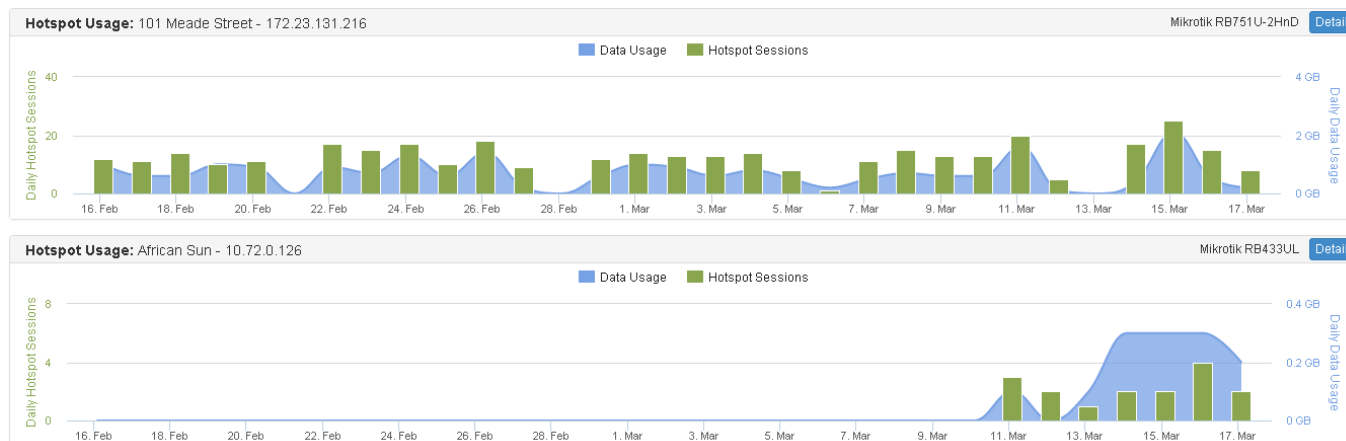 Hotspot Usage: 101 Meade Street - 172.23.131.216 Mikrotik RB751U-2HnD Detail
Data Usage Hotspot Sessions
Daily Hotspot Sessions
40
20
0
4 GB
2 GB
0 GB
Daily Data Usage
16. Feb 18. Feb 20. Feb 22. Feb 24. Feb 26. Feb 28. Feb 1. Mar 3. Mar 5. Mar 7. Mar 9. Mar 11. Mar 13. Mar 15. Mar 17. Mar
Hotspot Usage: African Sun - 10.72.0.126 Mikrotik RB433UL Detail
Data Usage Hotspot Sessions
Daily Hotspot Sessions
8
4
0
0.4 GB
0.2 GB
0 GB
Daily Data Usage
16. Feb 18. Feb 20. Feb 22. Feb 24. Feb 26. Feb 28. Feb 1. Mar 3. Mar 5. Mar 7. Mar 9. Mar 11. Mar 13. Mar 15. Mar 17. Mar